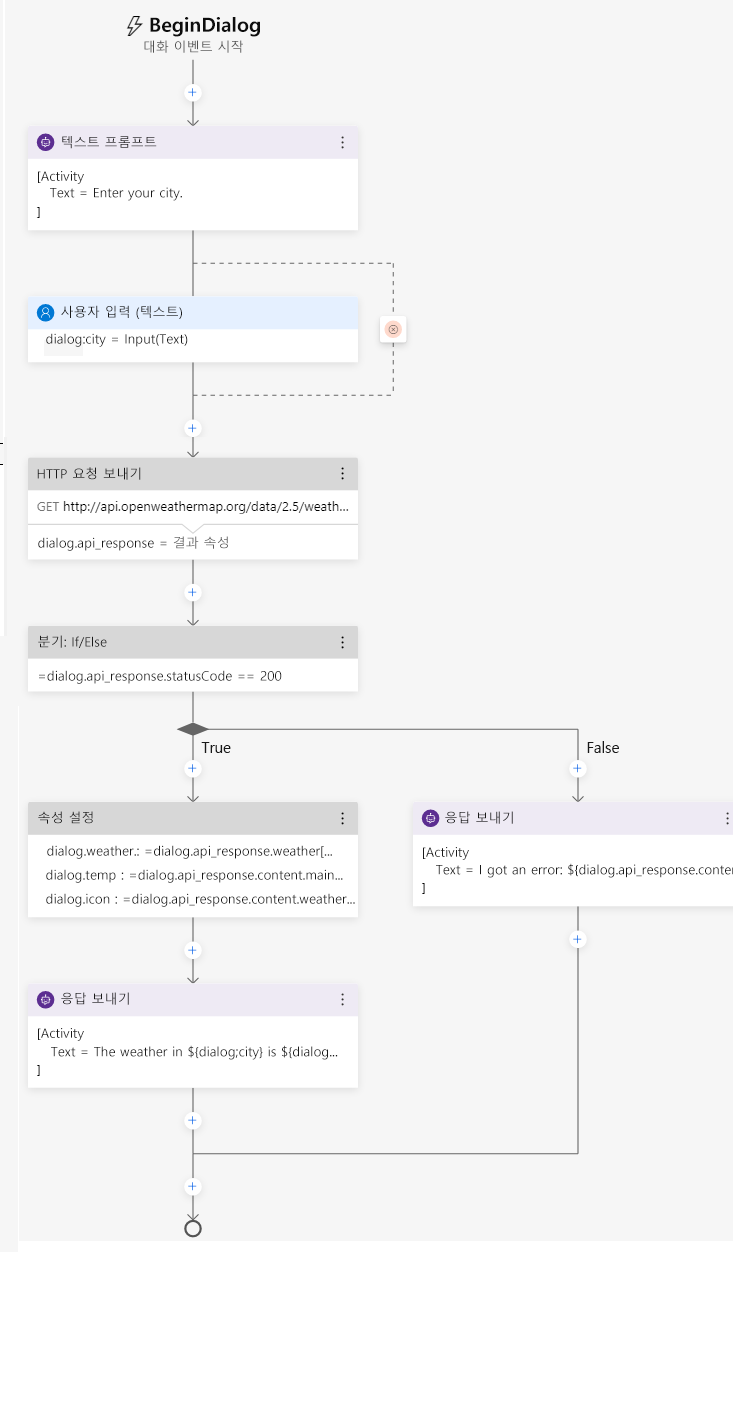 BeginDialog
대화 이벤트 시작
텍스트 프롬프트
[Activity
Text = Enter your city.
]
사용자 입력 (텍스트)
dialog:city = Input(Text)
HTTP 요청 보내기
GET http://api.openweathermap.org/data/2.5/weath...
dialog.api_response = 결과 속성
분기: If/Else
=dialog.api_response.statusCode == 200
True
False
속성 설정
dialog.weather.: =dialog.api_response.weather[...
dialog.temp : =dialog.api_response.content.main...
dialog.icon : =dialog.api_response.content.weather...
응답 보내기
[Activity
Text = I got an error: ${dialog.api_response.conte
]
응답 보내기
[Activity
Text = The weather in ${dialog;city} is ${dialog...
]